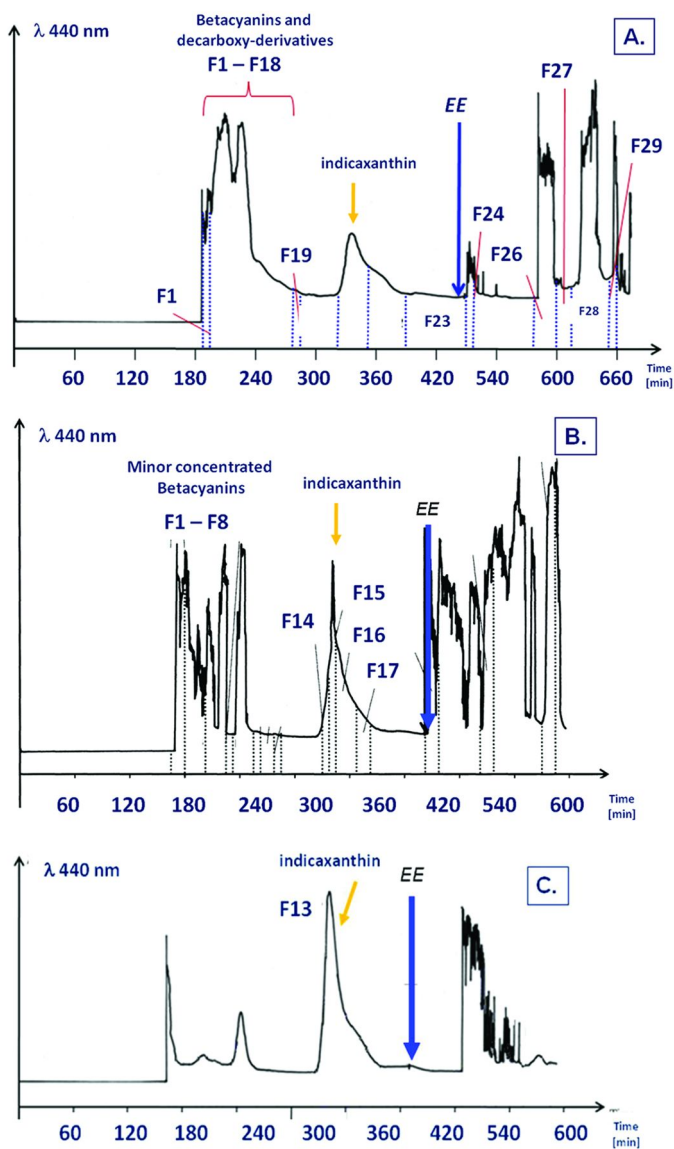 λ 440 nm
Betacyanins and
decarboxy-derivatives
F1 – F18
A.
F27
EE
indicaxanthin
F29
F24
F19
F26
F1
F23
F28
60 120 180 240 300 360 420 480 540 600 660
Time
[min]
λ 440 nm
B.
Minor concentrated
Betacyanins
indicaxanthin
EE
F1 – F8
F15
F14
F16
F17
60 120 180 240 300 360 420 540 600
Time
[min]
indicaxanthin
EE
λ 440 nm
C.
F13
60 120 180 240 300 360 420 480 540 600
Time
[min]